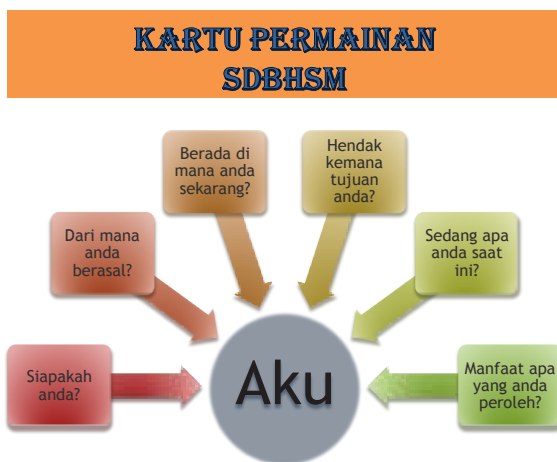 KARTU PERMAINAN
SDBHSM
Siapakah
anda?
Dari mana
anda
berasal?
Berada di
mana anda
sekarang?
Hendak
kemana
tujuan
anda?
Sedang apa
anda saat
ini?
Manfaat apa
yang anda
peroleh?
Aku